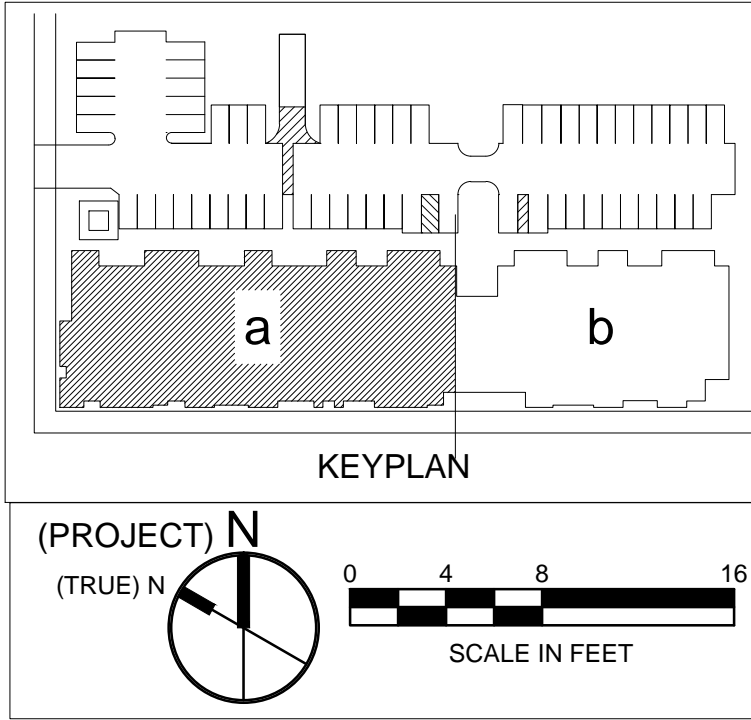 a
b
KEYPLAN
(PROJECT) N
(TRUE) N
0 4 8 16
SCALE IN FEET